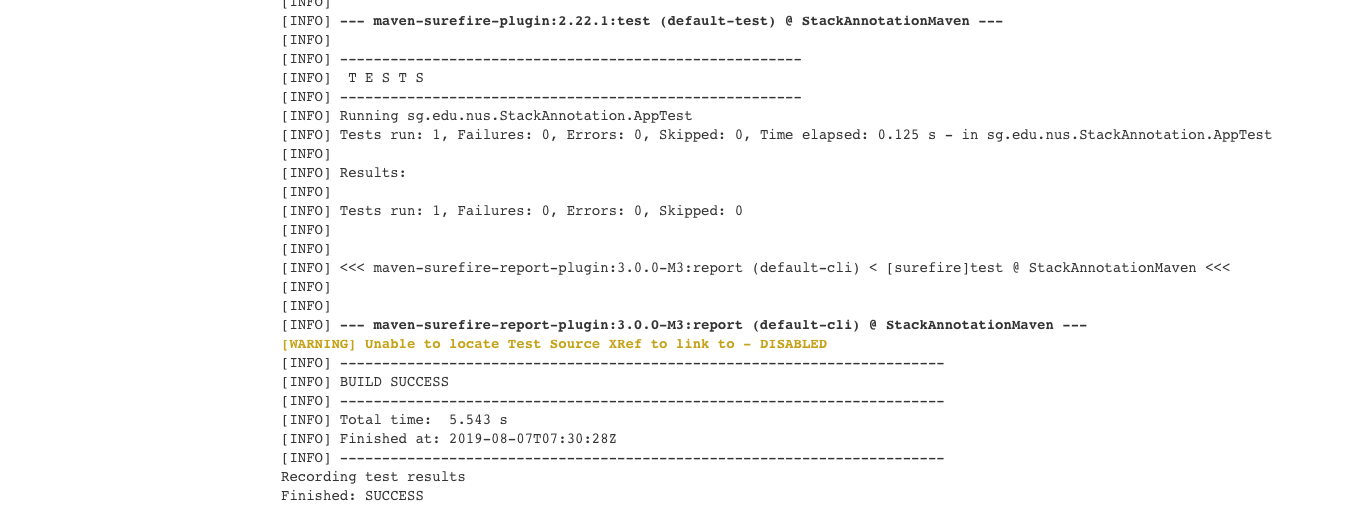 [INFO]
[INFO] --- maven-surefire-plugin:2.22.1:test (default-test) @ StackAnnotationMaven ---
[INFO]
[INFO] -------------------------------------------------------
[INFO]  T E S T S
[INFO] -------------------------------------------------------
[INFO] Running sg.edu.nus.StackAnnotation.AppTest
[INFO] Tests run: 1, Failures: 0, Errors: 0, Skipped: 0, Time elapsed: 0.125 s - in sg.edu.nus.StackAnnotation.AppTest
[INFO]
[INFO] Results:
[INFO]
[INFO] Tests run: 1, Failures: 0, Errors: 0, Skipped: 0
[INFO]
[INFO]
[INFO] <<< maven-surefire-report-plugin:3.0.0-M3:report (default-cli) < [surefire]test @ StackAnnotationMaven <<<
[INFO]
[INFO]
[INFO] --- maven-surefire-report-plugin:3.0.0-M3:report (default-cli) @ StackAnnotationMaven ---
[WARNING] Unable to locate Test Source XRef to link to - DISABLED
[INFO] ------------------------------------------------------------------------
[INFO] BUILD SUCCESS
[INFO] ------------------------------------------------------------------------
[INFO] Total time:  5.543 s
[INFO] Finished at: 2019-08-07T07:30:28Z
[INFO] ------------------------------------------------------------------------
Recording test results
Finished: SUCCESS